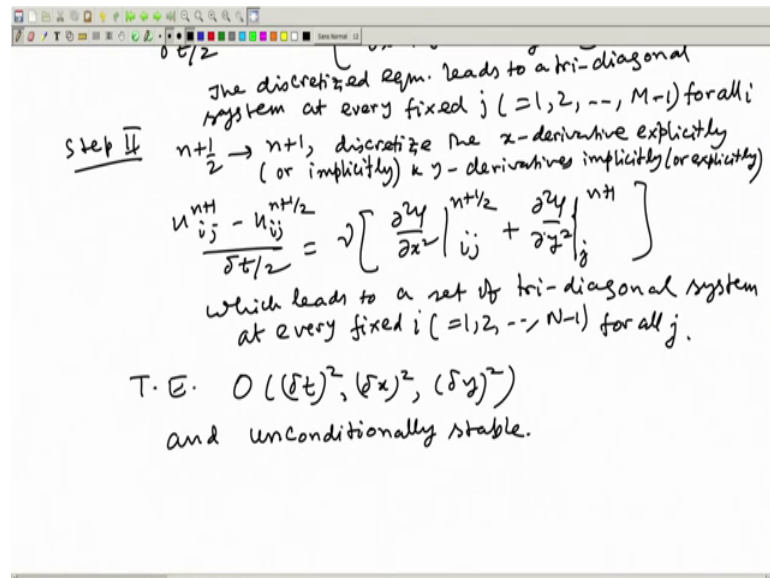 δt/2
The discretized eqn. leads to a tri-diagonal
system at every fixed j (=1,2, --, M-1) for all i
Step II n+1/2 → n+1, discretize the x-derivative explicitly
(or implicitly) & y-derivatives implicitly (or explicitly)
(u_{ij}^{n+1} - u_{ij}^{n+1/2}) / (δt/2) = ν[ ∂²u/∂x² |_{ij}^{n+1/2} + ∂²u/∂y² |_{j}^{n+1} ]
which leads to a set of tri-diagonal system
at every fixed i (=1,2, --, N-1) for all j.
T.E. O((δt)², (δx)², (δy)²)
and unconditionally stable.